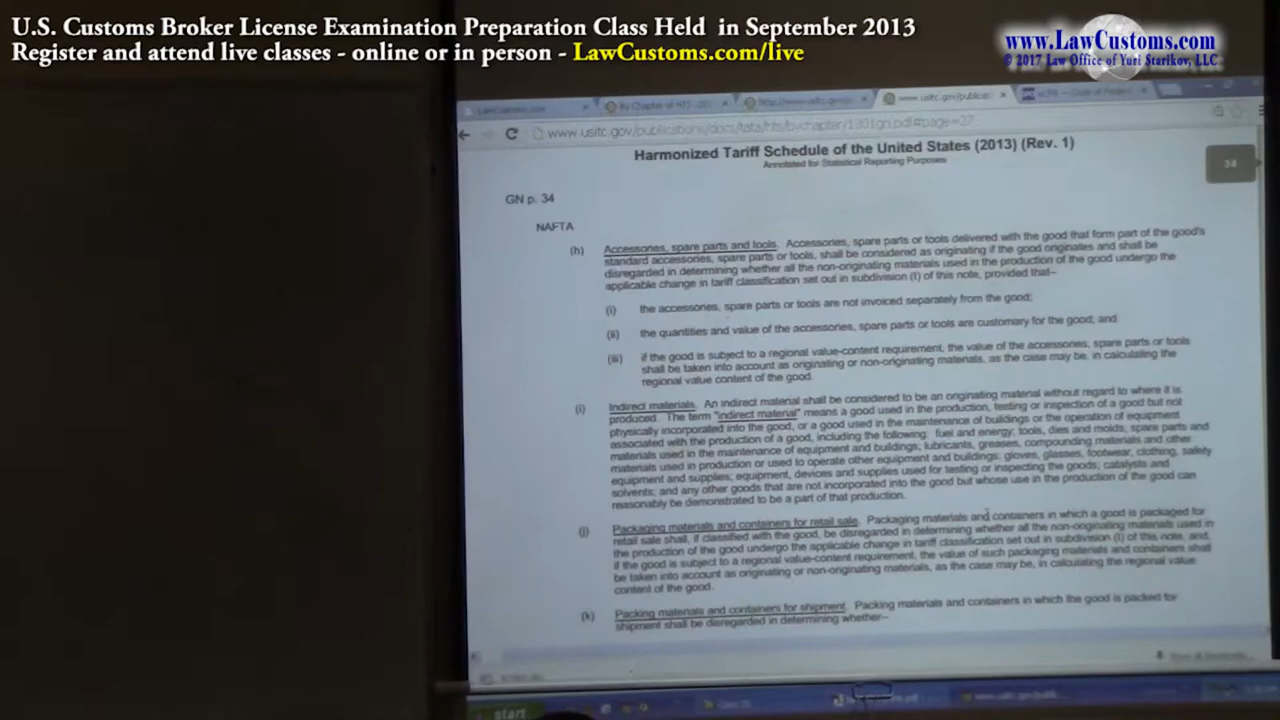 U.S. Customs Broker License Examination Preparation Class Held in September 2013
Register and attend live classes - online or in person - LawCustoms.com/live
www.LawCustoms.com
© 2017 Law Office of Yuri Starikov, LLC
www.usitc.gov/publications/docs/tata/hts/bychapter/1301gn.pdf#page=27
Harmonized Tariff Schedule of the United States (2013) (Rev. 1)
Annotated for Statistical Reporting Purposes
34
GN p. 34
NAFTA
(h) Accessories, spare parts and tools. Accessories, spare parts or tools delivered with the good that form part of the good's
standard accessories, spare parts or tools, shall be considered as originating if the good originates and shall be
disregarded in determining whether all the non-originating materials used in the production of the good undergo the
applicable change in tariff classification set out in subdivision (t) of this note, provided that--
(i) the accessories, spare parts or tools are not invoiced separately from the good;
(ii) the quantities and value of the accessories, spare parts or tools are customary for the good; and
(iii) if the good is subject to a regional value-content requirement, the value of the accessories, spare parts or tools
shall be taken into account as originating or non-originating materials, as the case may be, in calculating the
regional value content of the good.
(i) Indirect materials. An indirect material shall be considered to be an originating material without regard to where it is
produced. The term "indirect material" means a good used in the production, testing or inspection of a good but not
physically incorporated into the good, or a good used in the maintenance of buildings or the operation of equipment
associated with the production of a good, including the following: fuel and energy; tools, dies and molds; spare parts and
materials used in the maintenance of equipment and buildings; lubricants, greases, compounding materials and other
materials used in production or used to operate other equipment and buildings; gloves, glasses, footwear, clothing, safety
equipment and supplies; equipment, devices and supplies used for testing or inspecting the goods; catalysts and
solvents; and any other goods that are not incorporated into the good but whose use in the production of the good can
reasonably be demonstrated to be a part of that production.
(j) Packaging materials and containers for retail sale. Packaging materials and containers in which a good is packaged for
retail sale shall, if classified with the good, be disregarded in determining whether all the non-originating materials used in
the production of the good undergo the applicable change in tariff classification set out in subdivision (t) of this note, and,
if the good is subject to a regional value-content requirement, the value of such packaging materials and containers shall
be taken into account as originating or non-originating materials, as the case may be, in calculating the regional value
content of the good.
(k) Packing materials and containers for shipment. Packing materials and containers in which the good is packed for
shipment shall be disregarded in determining whether--
start